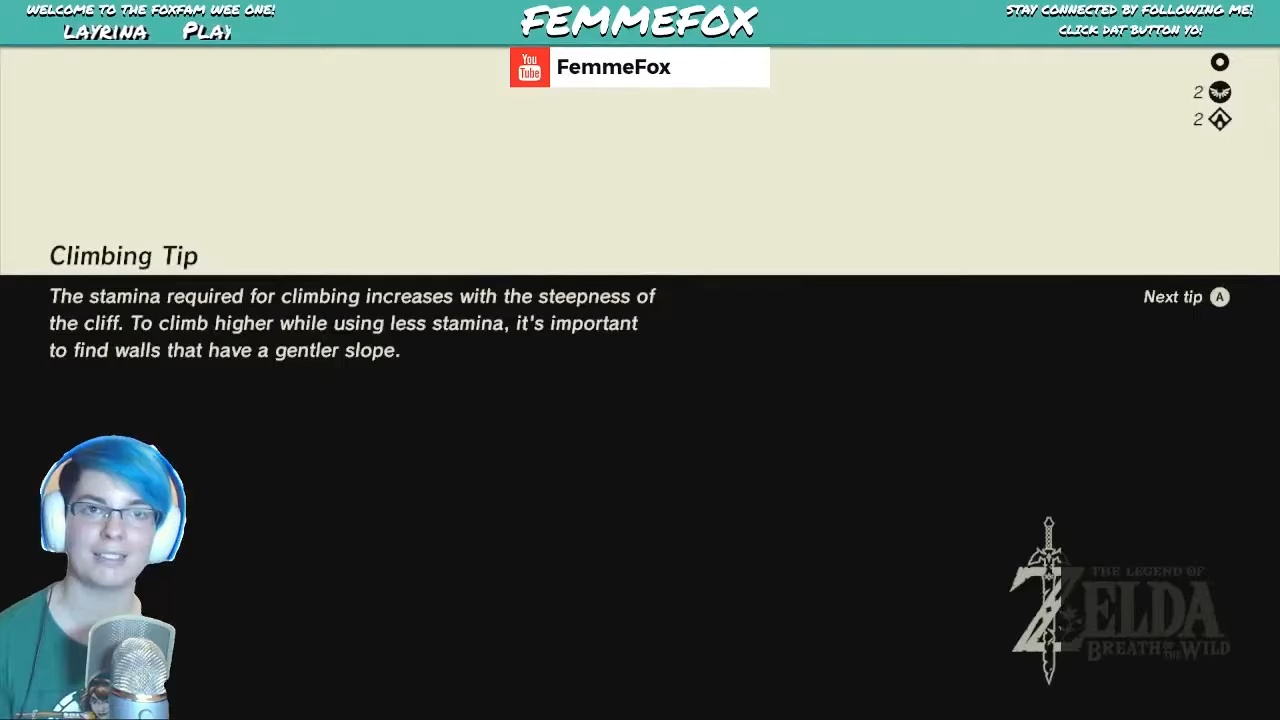 WELCOME TO THE FOXFAM WEE ONE!
LAYRINA PLAY
FEMMEFOX
STAY CONNECTED BY FOLLOWING ME!
CLICK DAT BUTTON YO!
You Tube
FemmeFox
2
2
Climbing Tip
The stamina required for climbing increases with the steepness of
the cliff. To climb higher while using less stamina, it's important
to find walls that have a gentler slope.
Next tip A
THE LEGEND OF
ZELDA
BREATH OF THE WILD